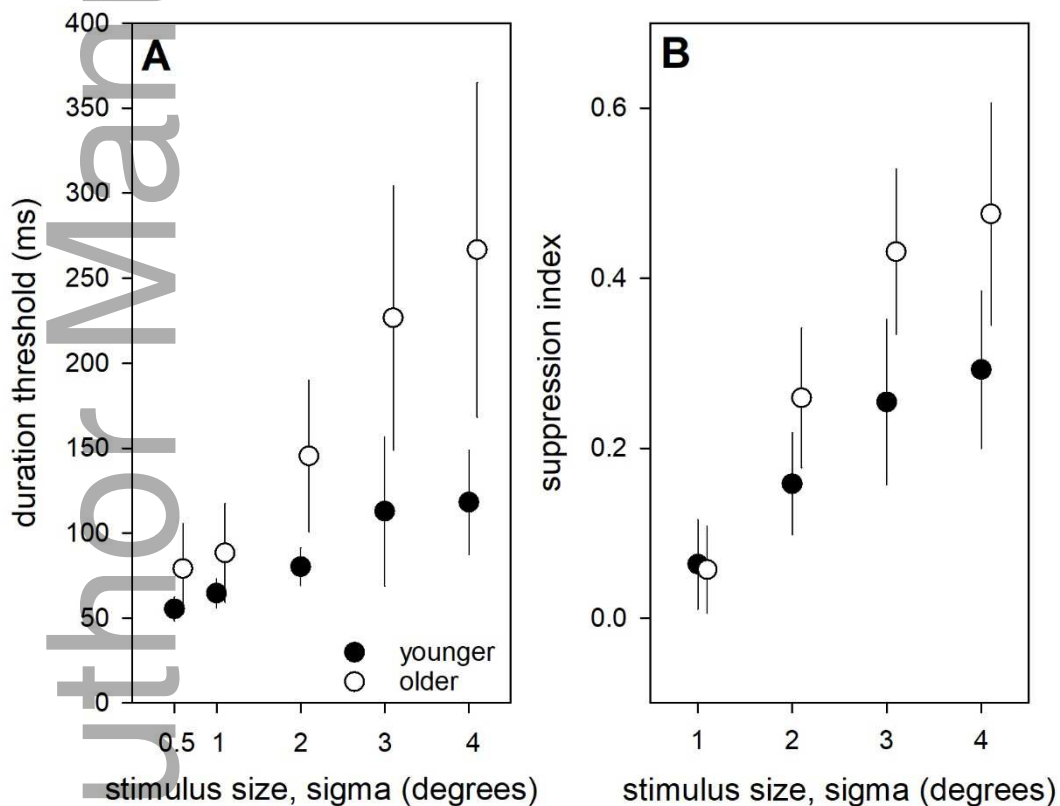 A
400
350
300
250
200
150
100
50
0
duration threshold (ms)
younger
older
0.5 1 2 3 4
stimulus size, sigma (degrees)
B
0.6
0.4
0.2
0.0
suppression index
1 2 3 4
stimulus size, sigma (degrees)
uthor Man